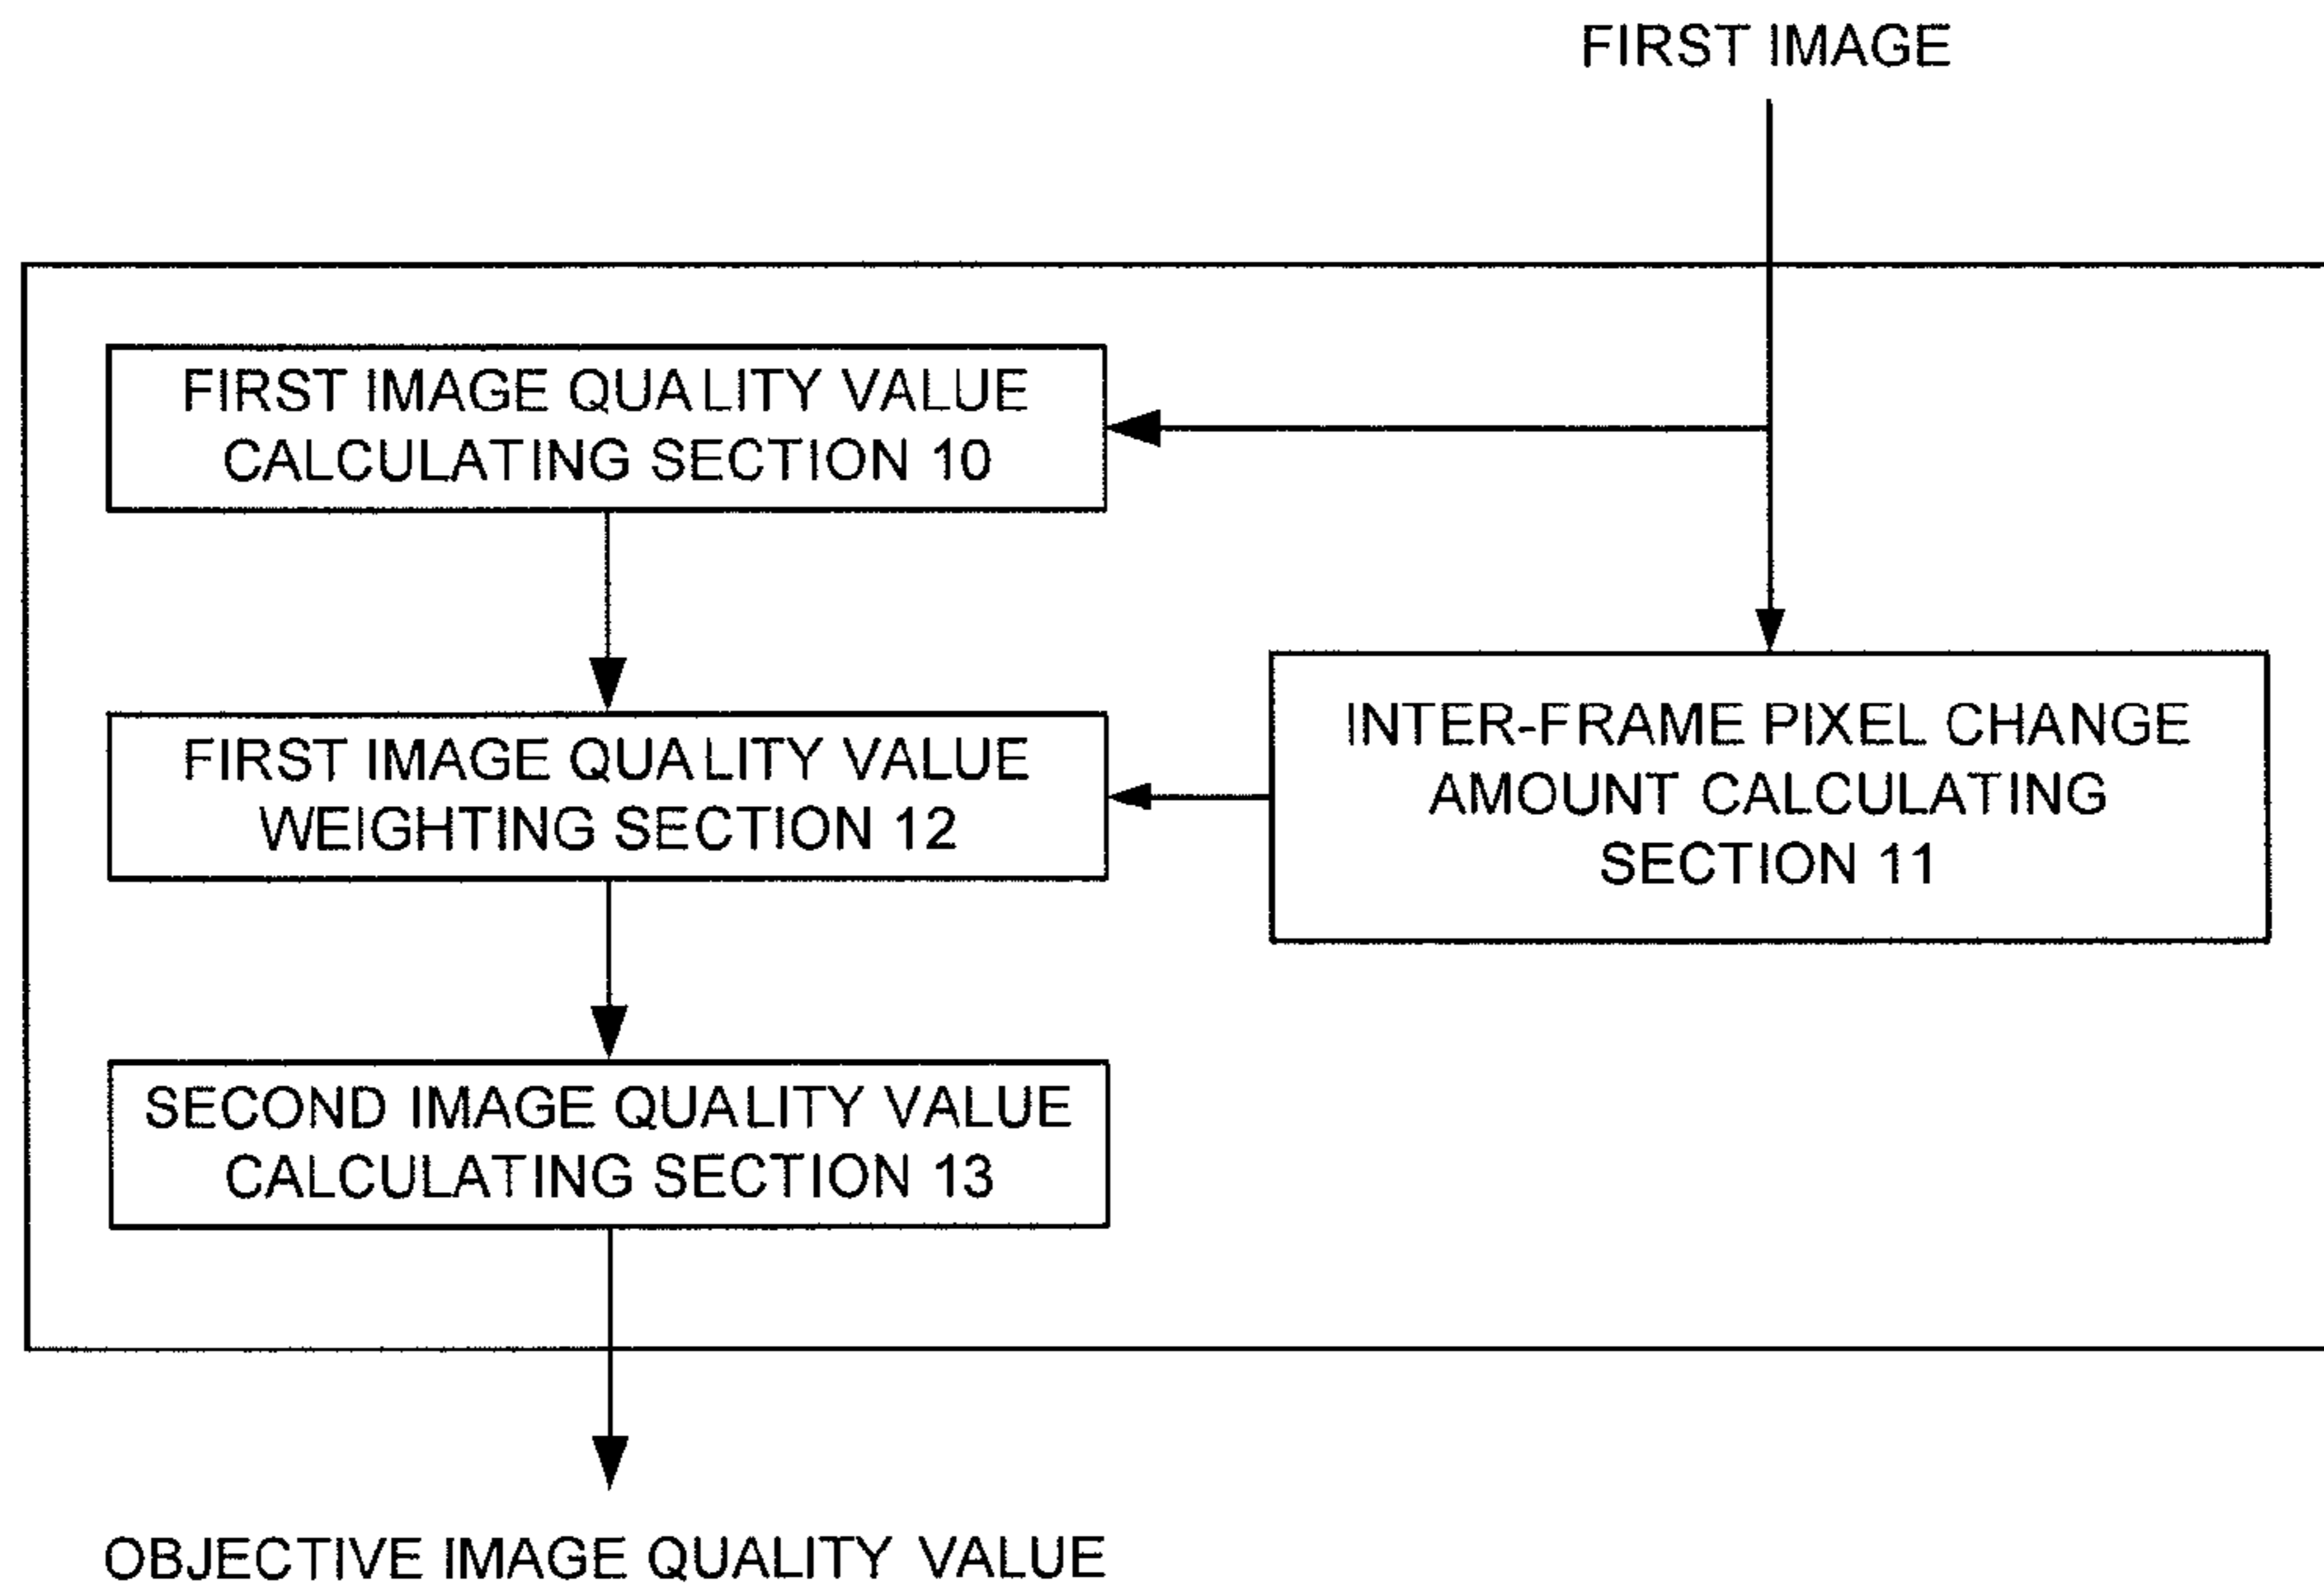 FIRST IMAGE
FIRST IMAGE QUALITY VALUE
CALCULATING SECTION 10
INTER-FRAME PIXEL CHANGE
AMOUNT CALCULATING
SECTION 11
FIRST IMAGE QUALITY VALUE
WEIGHTING SECTION 12
SECOND IMAGE QUALITY VALUE
CALCULATING SECTION 13
OBJECTIVE IMAGE QUALITY VALUE